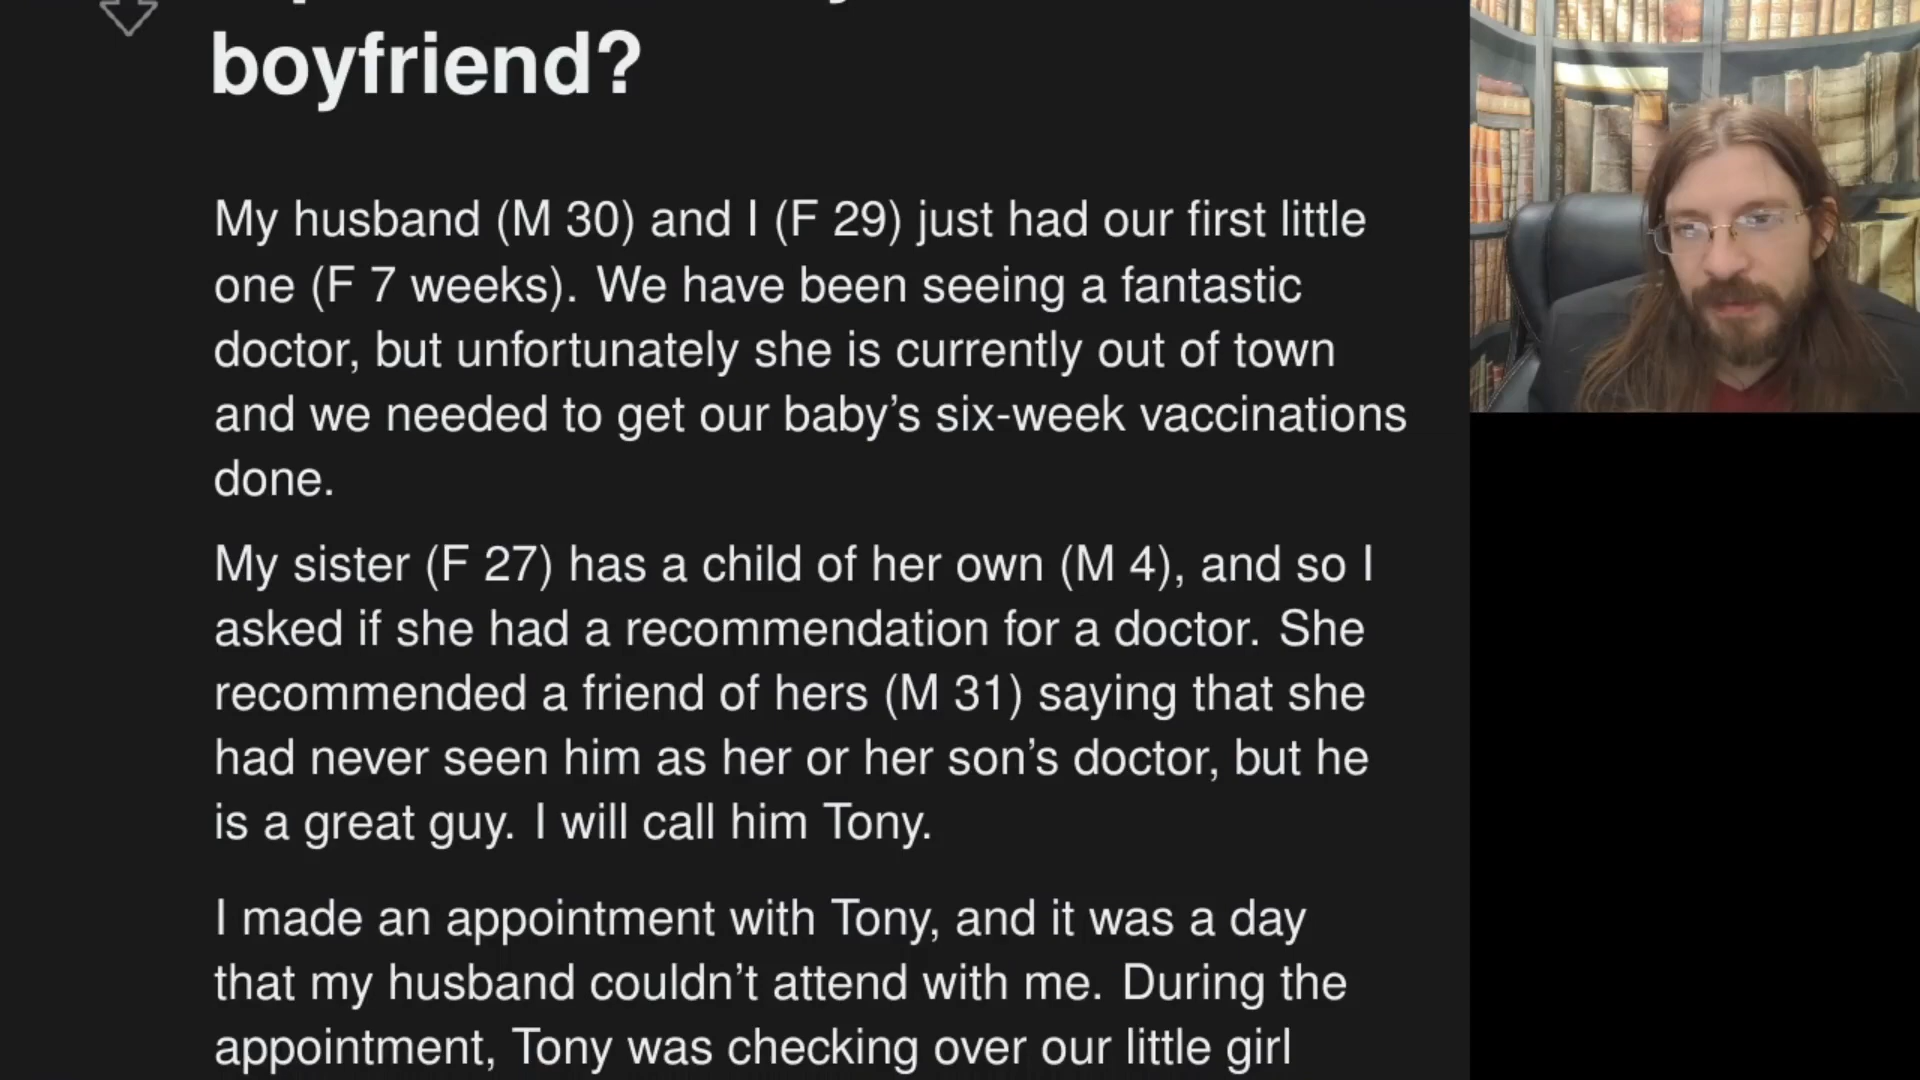 boyfriend?
My husband (M 30) and I (F 29) just had our first little
one (F 7 weeks). We have been seeing a fantastic
doctor, but unfortunately she is currently out of town
and we needed to get our baby's six-week vaccinations
done.
My sister (F 27) has a child of her own (M 4), and so I
asked if she had a recommendation for a doctor. She
recommended a friend of hers (M 31) saying that she
had never seen him as her or her son's doctor, but he
is a great guy. I will call him Tony.
I made an appointment with Tony, and it was a day
that my husband couldn't attend with me. During the
appointment, Tony was checking over our little girl